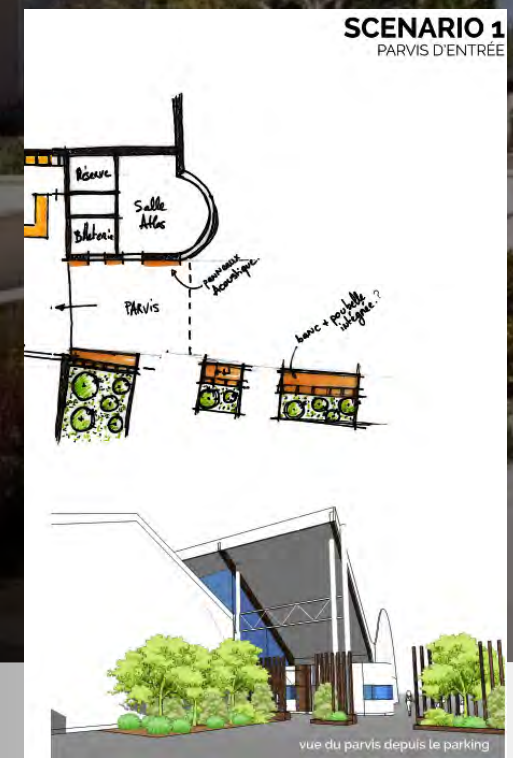 SCENARIO 1
PARVIS D'ENTRÉE
Réserve
Salle
Atlas
Billeterie
panneaux
Acoustique.
PARVIS
banc + poubelle
intégrée ?
vue du parvis depuis le parking